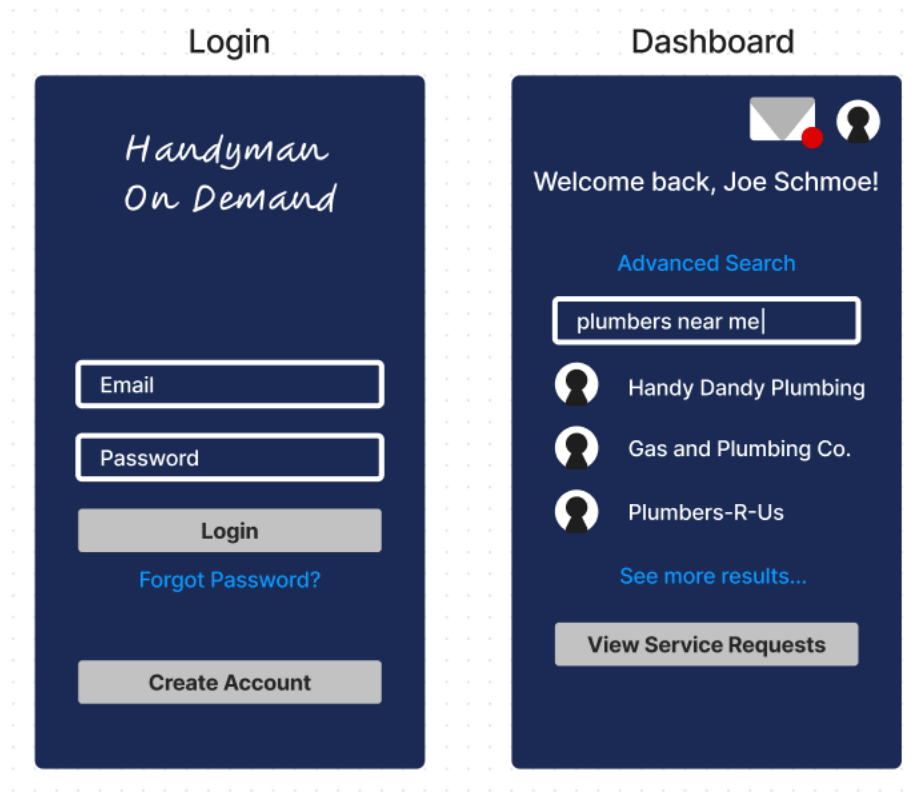 Login
Handyman
On Demand
Email
Password
Login
Forgot Password?
Create Account
Dashboard
Welcome back, Joe Schmoe!
Advanced Search
plumbers near me
Handy Dandy Plumbing
Gas and Plumbing Co.
Plumbers-R-Us
See more results...
View Service Requests